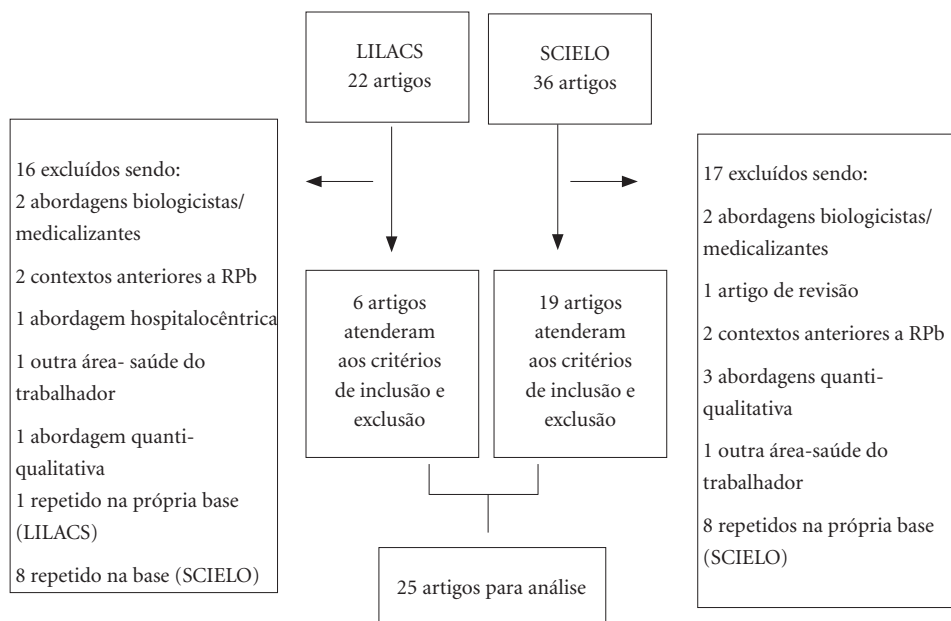 LILACS
22 artigos
SCIELO
36 artigos
16 excluídos sendo:
2 abordagens biologicistas/
medicalizantes
2 contextos anteriores a RPb
1 abordagem hospitalocêntrica
1 outra área- saúde do
trabalhador
1 abordagem quanti-
qualitativa
1 repetido na própria base
(LILACS)
8 repetido na base (SCIELO)
6 artigos
atenderam
aos critérios
de inclusão e
exclusão
19 artigos
atenderam
aos critérios
de inclusão e
exclusão
17 excluídos sendo:
2 abordagens biologicistas/
medicalizantes
1 artigo de revisão
2 contextos anteriores a RPb
3 abordagens quanti-
qualitativa
1 outra área-saúde do
trabalhador
8 repetidos na própria base
(SCIELO)
25 artigos para análise